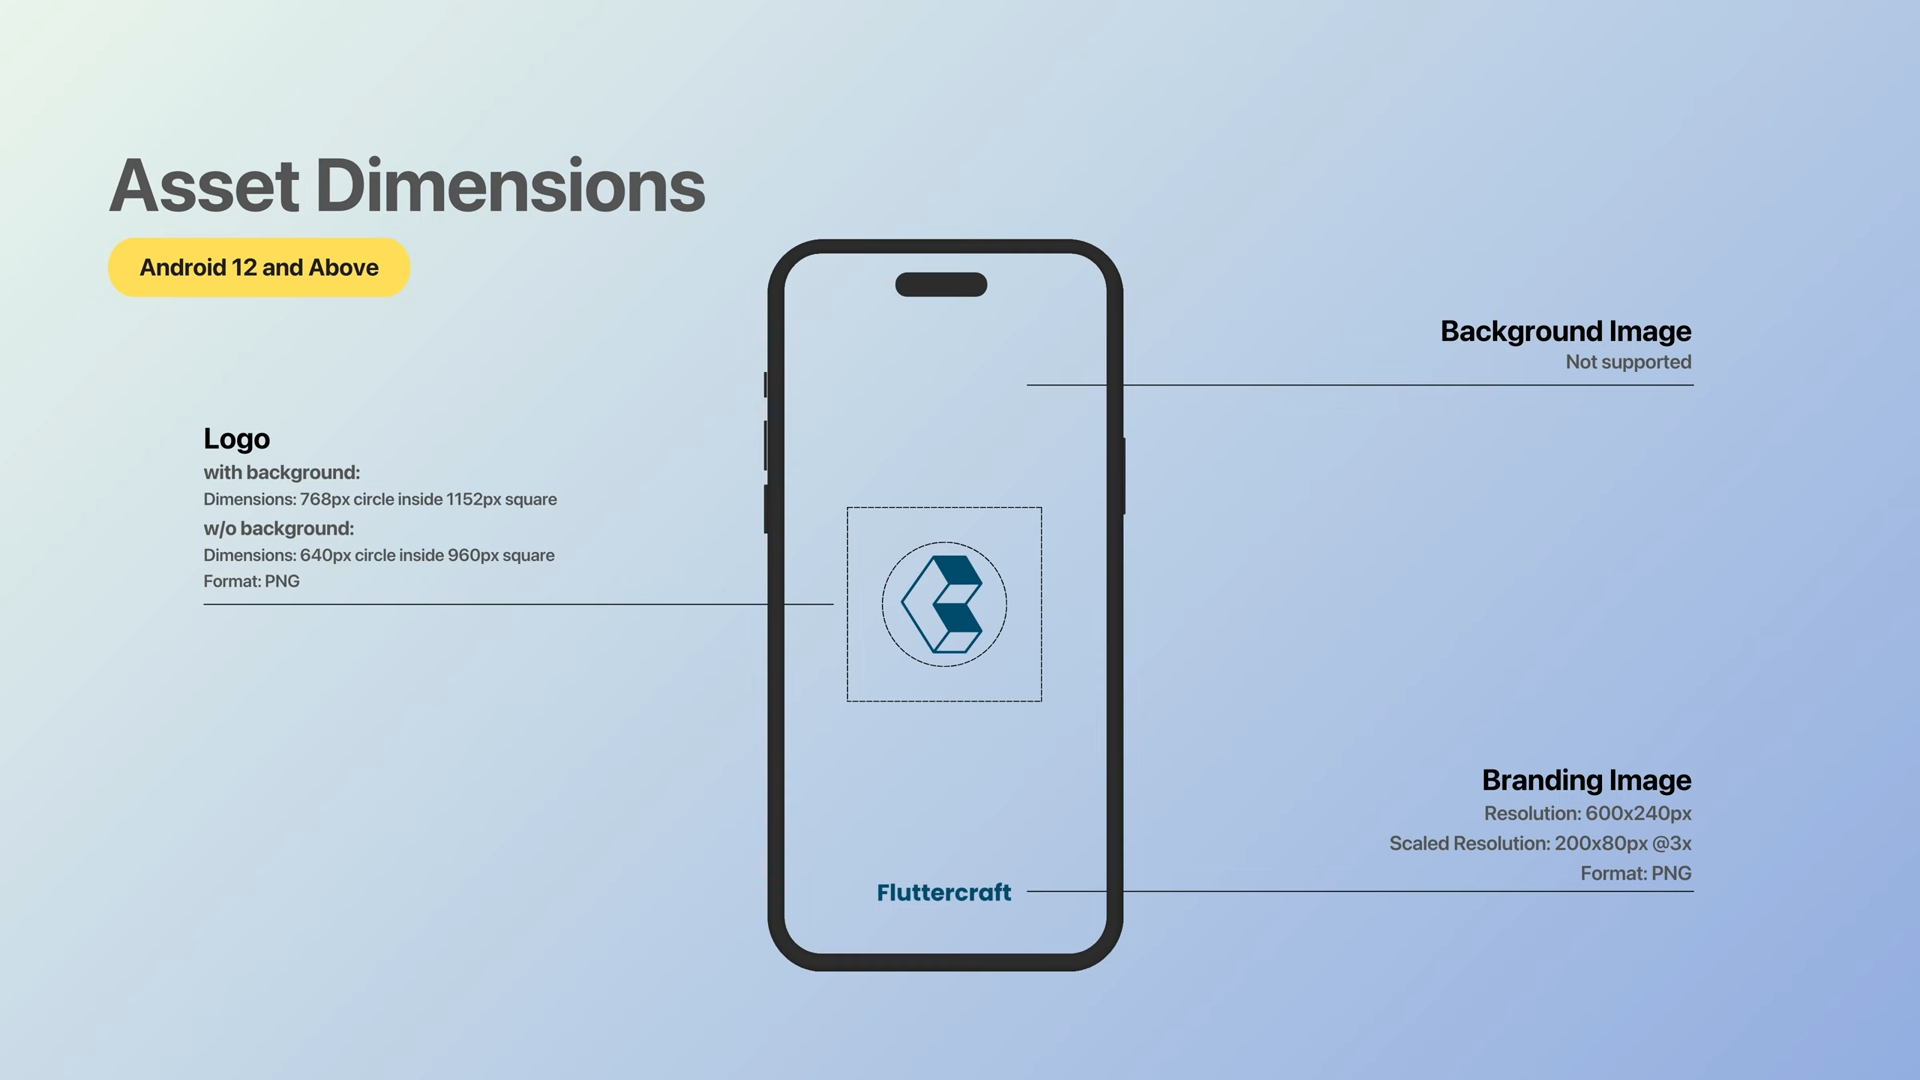 Asset Dimensions
Android 12 and Above
Logo
with background:
Dimensions: 768px circle inside 1152px square
w/o background:
Dimensions: 640px circle inside 960px square
Format: PNG
Background Image
Not supported
Branding Image
Resolution: 600x240px
Scaled Resolution: 200x80px @3x
Format: PNG
Fluttercraft